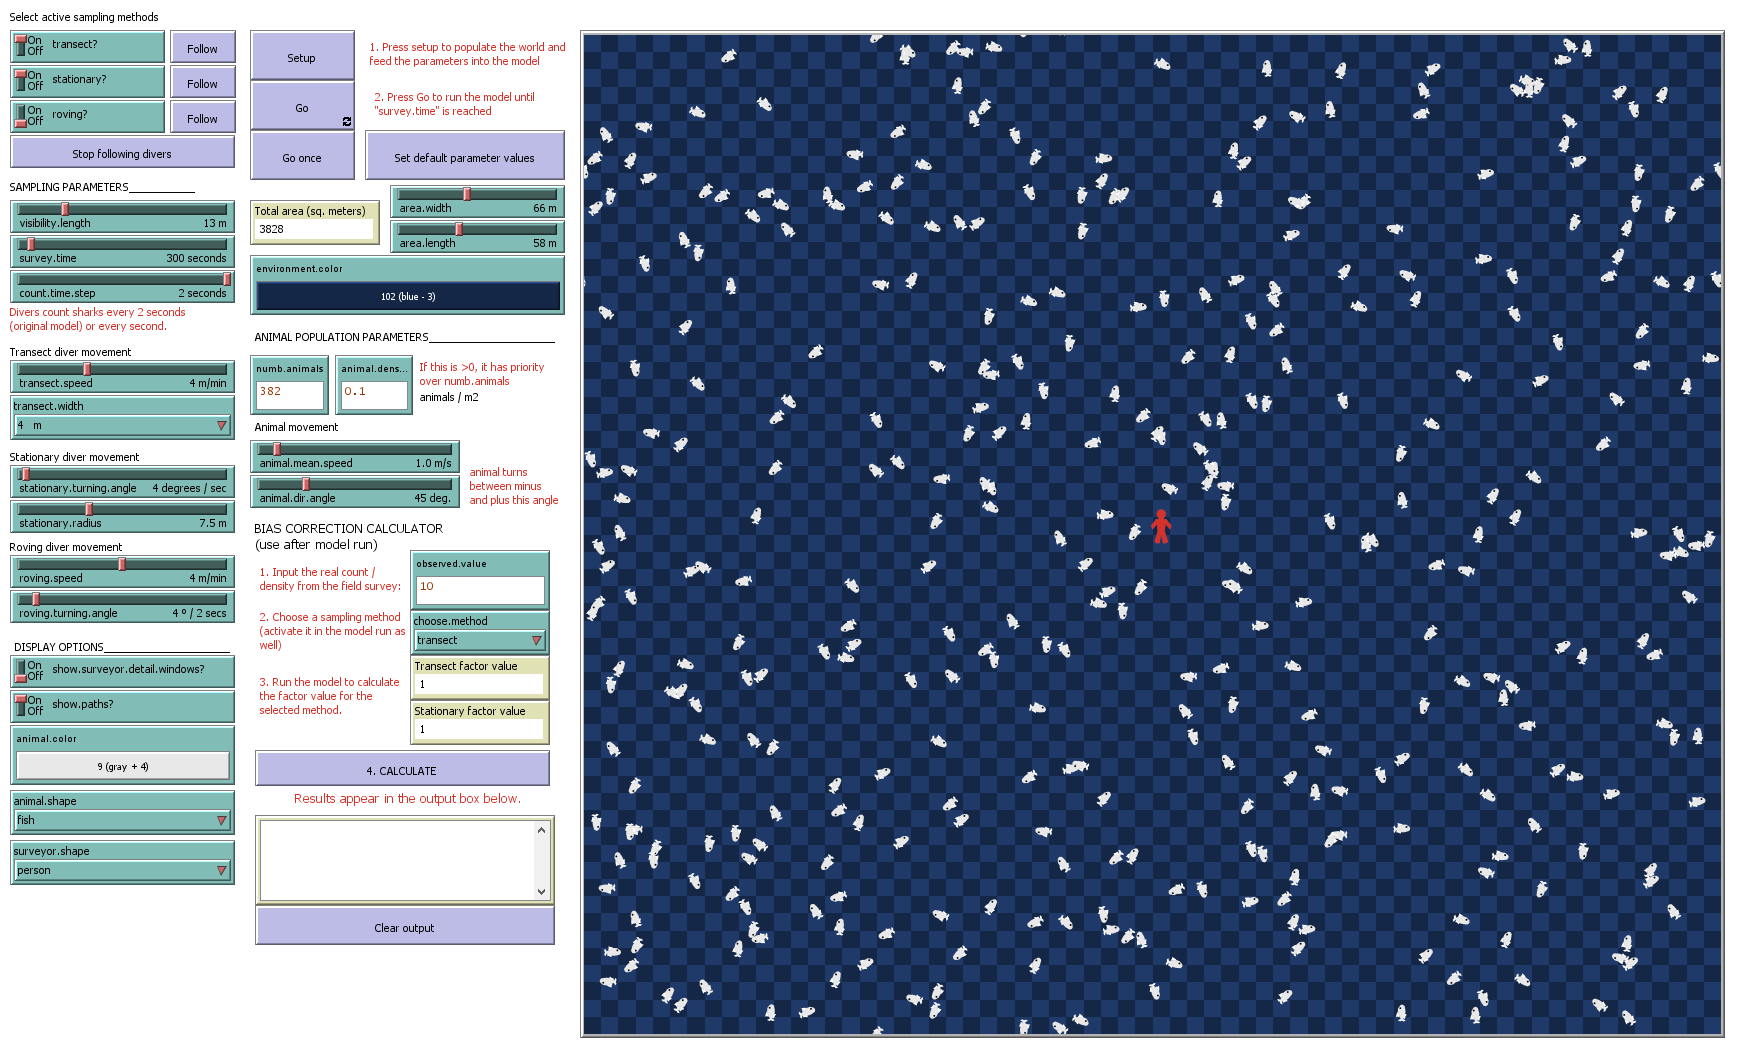 Select active sampling methods
On
Off
transect?
Follow
On
Off
stationary?
Follow
On
Off
roving?
Follow
Stop following divers
SAMPLING PARAMETERS___________
visibility.length 13 m
survey.time 300 seconds
count.time.step 2 seconds
Divers count sharks every 2 seconds
(original model) or every second.
Transect diver movement
transect.speed 4 m/min
transect.width
4 m
Stationary diver movement
stationary.turning.angle 4 degrees / sec
stationary.radius 7.5 m
Roving diver movement
roving.speed 4 m/min
roving.turning.angle 4 º / 2 secs
DISPLAY OPTIONS_____________________
On
Off
show.surveyor.detail.windows?
On
Off
show.paths?
animal.color
9 (gray + 4)
animal.shape
fish
surveyor.shape
person
Setup
Go
Go once
1. Press setup to populate the world and
feed the parameters into the model
2. Press Go to run the model until
"survey.time" is reached
Set default parameter values
Total area (sq. meters)
3828
area.width 66 m
area.length 58 m
environment.color
102 (blue - 3)
ANIMAL POPULATION PARAMETERS_____________________
numb.animals
382
animal.dens...
0.1
If this is >0, it has priority
over numb.animals
animals / m2
Animal movement
animal.mean.speed 1.0 m/s
animal.dir.angle 45 deg.
animal turns
between minus
and plus this angle
BIAS CORRECTION CALCULATOR
(use after model run)
1. Input the real count /
density from the field survey:
observed.value
10
2. Choose a sampling method
(activate it in the model run as
well)
choose.method
transect
3. Run the model to calculate
the factor value for the
selected method.
Transect factor value
1
Stationary factor value
1
4. CALCULATE
Results appear in the output box below.
Clear output